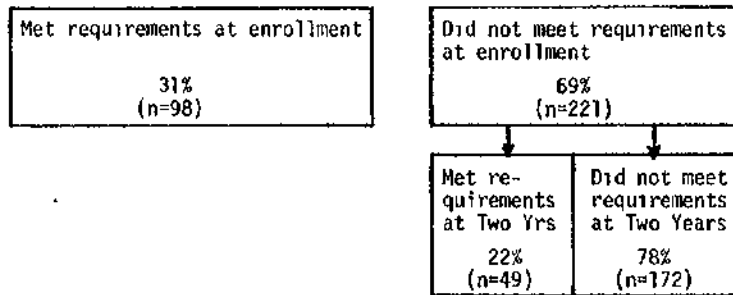 Met requirements at enrollment
31%
(n=98)
Did not meet requirements
at enrollment
69%
(n=221)
Met re-
quirements
at Two Yrs
22%
(n=49)
Did not meet
requirements
at Two Years
78%
(n=172)